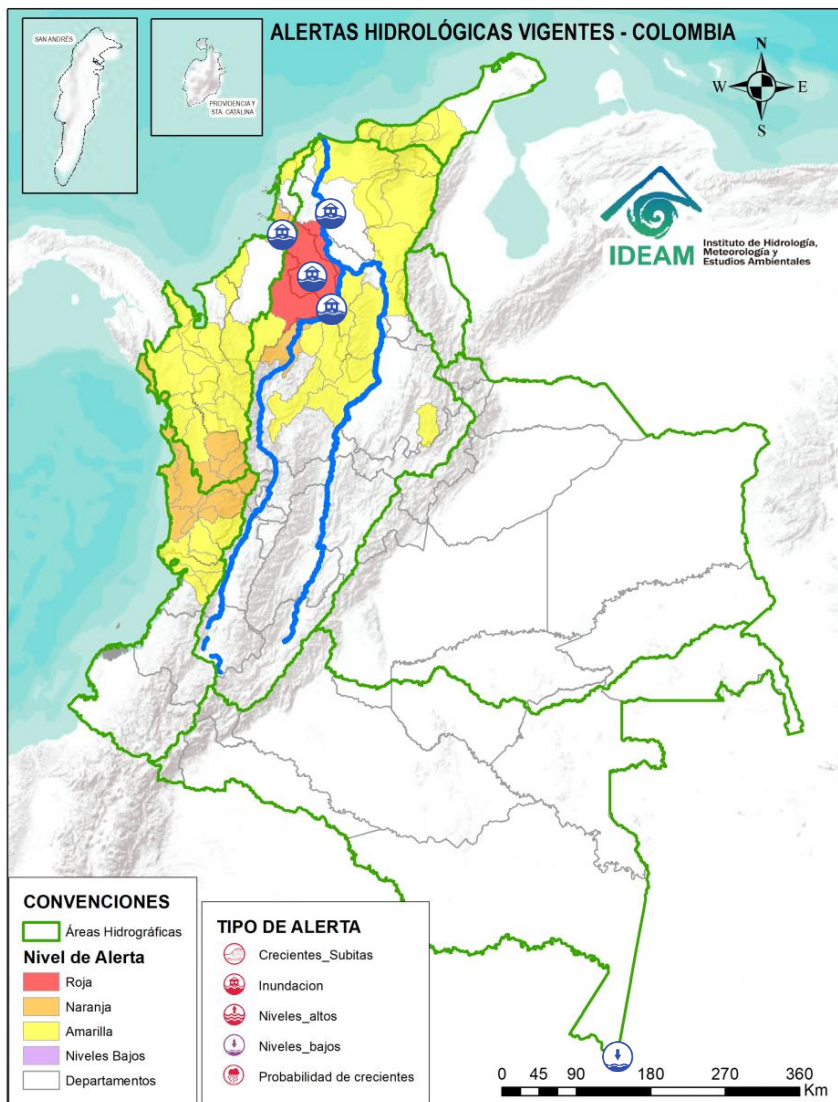 ALERTAS HIDROLÓGICAS VIGENTES - COLOMBIA
SAN ANDRÉS
PROVIDENCIA Y
STA. CATALINA
N
W
E
S
IDEAM
Instituto de Hidrología,
Meteorología y
Estudios Ambientales
CONVENCIONES
Áreas Hidrográficas
Nivel de Alerta
Roja
Naranja
Amarilla
Niveles Bajos
Departamentos
TIPO DE ALERTA
Crecientes_Subitas
Inundacion
Niveles_altos
Niveles_bajos
Probabilidad de crecientes
0 45 90 180 270 360
Km